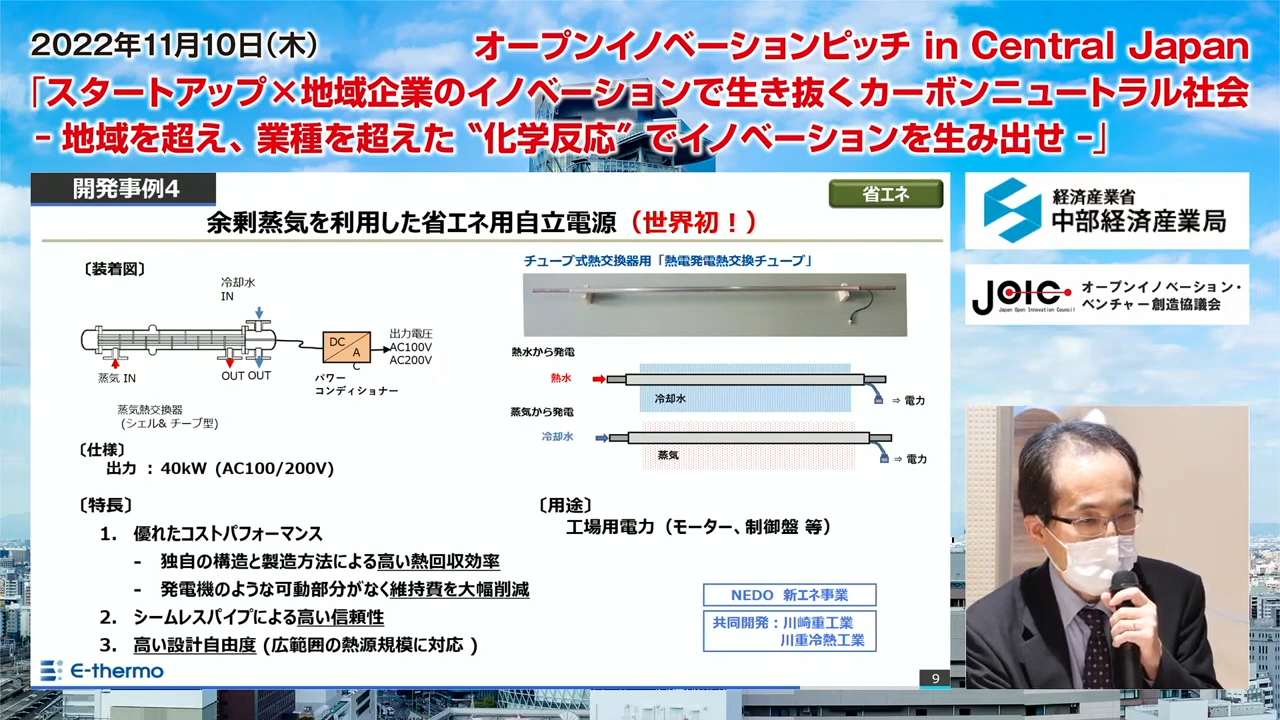 2022年11月10日(木)
オープンイノベーションピッチ in Central Japan
「スタートアップ×地域企業のイノベーションで生き抜くカーボンニュートラル社会
- 地域を超え、業種を超えた〝化学反応〟でイノベーションを生み出せ -」
開発事例4
省エネ
余剰蒸気を利用した省エネ用自立電源（世界初！）
〔装着図〕
冷却水
IN
DC
A
C
出力電圧
AC100V
AC200V
蒸気 IN
OUT OUT
パワー
コンディショナー
蒸気熱交換器
(シェル& チーブ型)
〔仕様〕
出力 ：40kW (AC100/200V)
チューブ式熱交換器用「熱電発電熱交換チューブ」
熱水から発電
熱水
冷却水
⇒ 電力
蒸気から発電
冷却水
蒸気
⇒ 電力
〔特長〕
1. 優れたコストパフォーマンス
- 独自の構造と製造方法による高い熱回収効率
- 発電機のような可動部分がなく維持費を大幅削減
2. シームレスパイプによる高い信頼性
3. 高い設計自由度 (広範囲の熱源規模に対応 )
〔用途〕
工場用電力（モーター、制御盤 等）
NEDO 新エネ事業
共同開発：川崎重工業
川重冷熱工業
E-thermo
9
経済産業省
中部経済産業局
JOIC
Japan Open Innovation Council
オープンイノベーション・
ベンチャー創造協議会